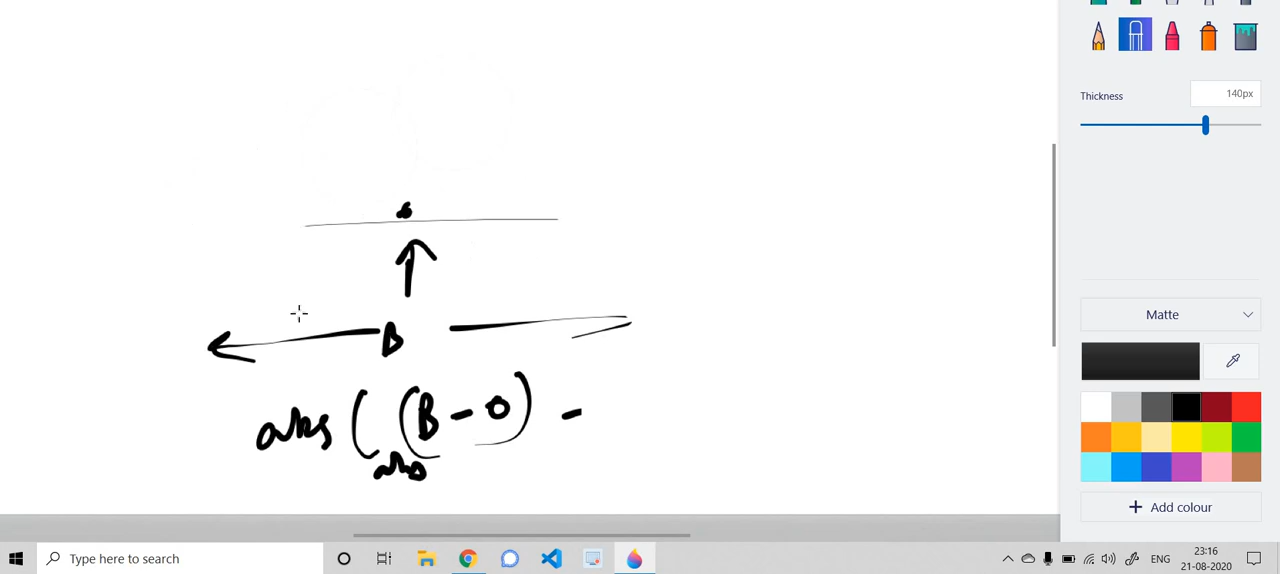 Thickness
140px
B
abs ( (B - 0) -
abs
Matte
+ Add colour
Type here to search
ENG
23:16
21-08-2020